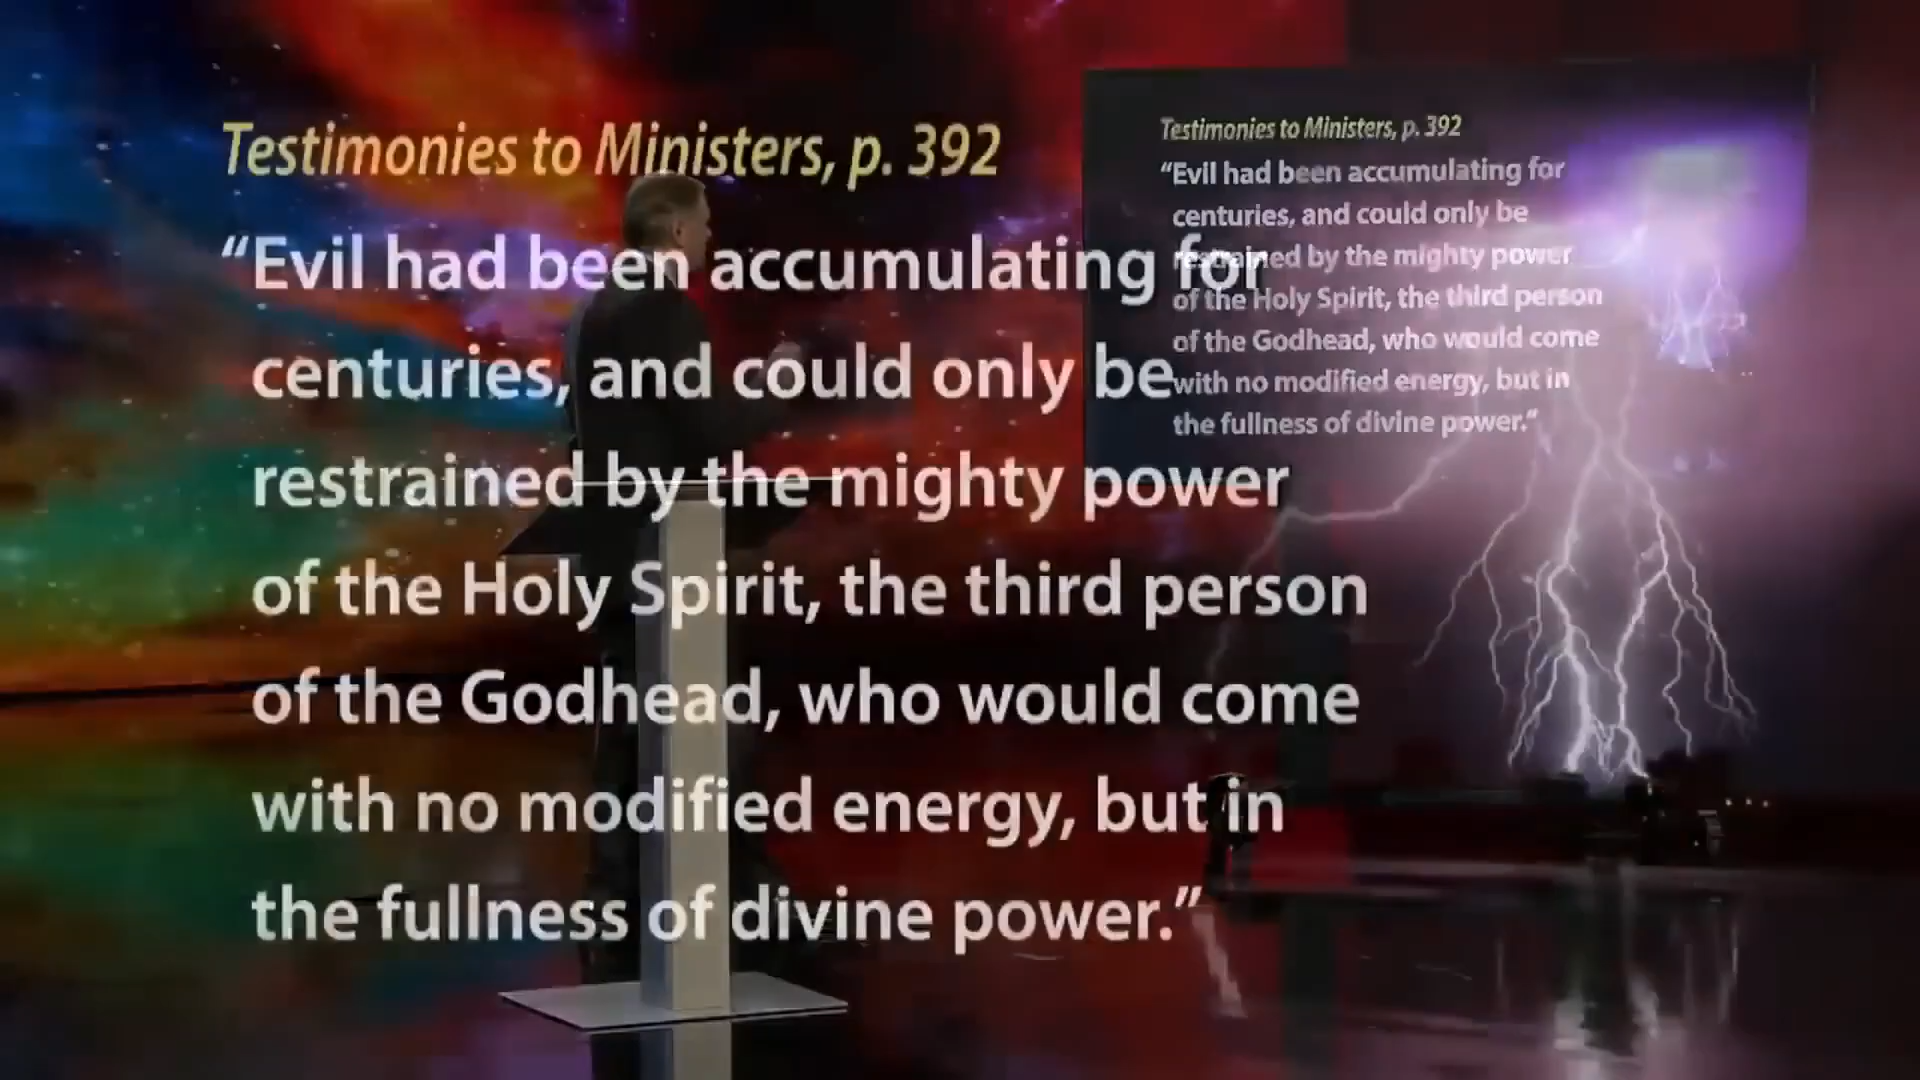 Testimonies to Ministers, p. 392
“Evil had been accumulating for
centuries, and could only be
restrained by the mighty power
of the Holy Spirit, the third person
of the Godhead, who would come
with no modified energy, but in
the fullness of divine power.”
Testimonies to Ministers, p. 392
“Evil had been accumulating for
centuries, and could only be
restrained by the mighty power
of the Holy Spirit, the third person
of the Godhead, who would come
with no modified energy, but in
the fullness of divine power.”